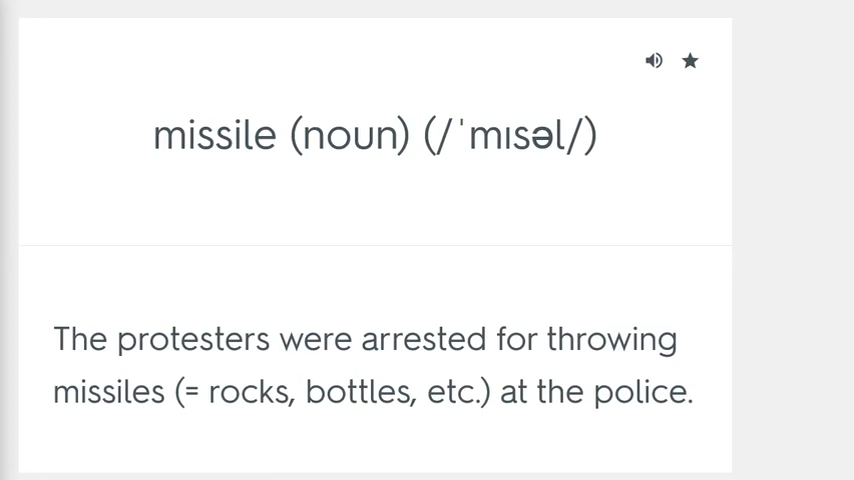 missile (noun) (/ˈmɪsəl/)
The protesters were arrested for throwing
missiles (= rocks, bottles, etc.) at the police.